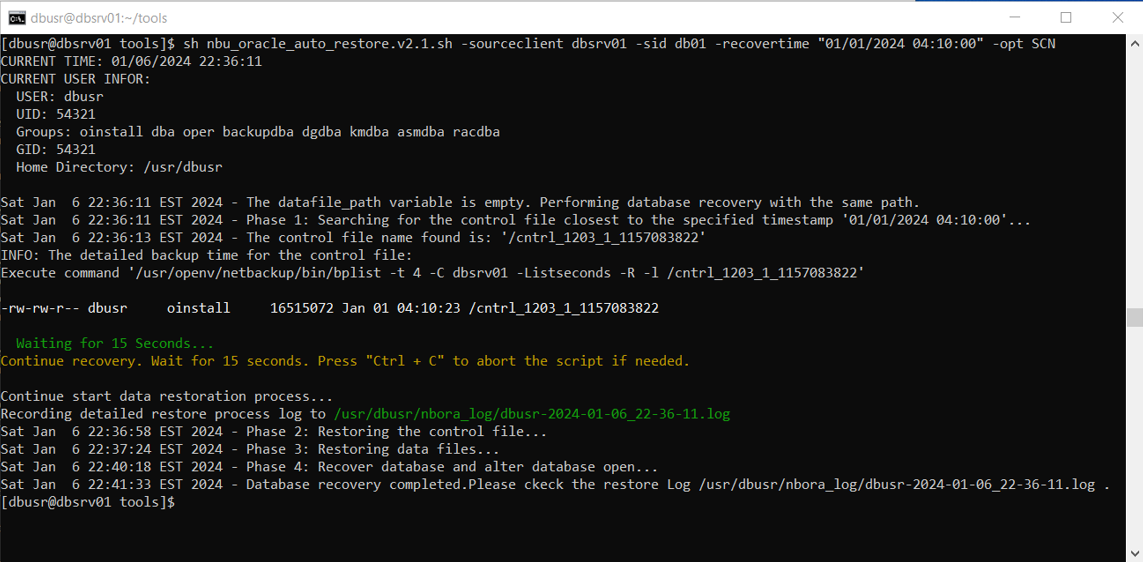 C:\.
dbusr@dbsrv01:~/tools
[dbusr@dbsrv01 tools]$ sh nbu_oracle_auto_restore.v2.1.sh -sourceclient dbsrv01 -sid db01 -recovertime "01/01/2024 04:10:00" -opt SCN
CURRENT TIME: 01/06/2024 22:36:11
CURRENT USER INFOR:
  USER: dbusr
  UID: 54321
  Groups: oinstall dba oper backupdba dgdba kmdba asmdba racdba
  GID: 54321
  Home Directory: /usr/dbusr
Sat Jan  6 22:36:11 EST 2024 - The datafile_path variable is empty. Performing database recovery with the same path.
Sat Jan  6 22:36:11 EST 2024 - Phase 1: Searching for the control file closest to the specified timestamp '01/01/2024 04:10:00'...
Sat Jan  6 22:36:13 EST 2024 - The control file name found is: '/cntrl_1203_1_1157083822'
INFO: The detailed backup time for the control file:
Execute command '/usr/openv/netbackup/bin/bplist -t 4 -C dbsrv01 -Listseconds -R -l /cntrl_1203_1_1157083822'
-rw-rw-r-- dbusr     oinstall     16515072 Jan 01 04:10:23 /cntrl_1203_1_1157083822
  Waiting for 15 Seconds...
Continue recovery. Wait for 15 seconds. Press "Ctrl + C" to abort the script if needed.
Continue start data restoration process...
Recording detailed restore process log to /usr/dbusr/nbora_log/dbusr-2024-01-06_22-36-11.log
Sat Jan  6 22:36:58 EST 2024 - Phase 2: Restoring the control file...
Sat Jan  6 22:37:24 EST 2024 - Phase 3: Restoring data files...
Sat Jan  6 22:40:18 EST 2024 - Phase 4: Recover database and alter database open...
Sat Jan  6 22:41:33 EST 2024 - Database recovery completed.Please ckeck the restore Log /usr/dbusr/nbora_log/dbusr-2024-01-06_22-36-11.log .
[dbusr@dbsrv01 tools]$